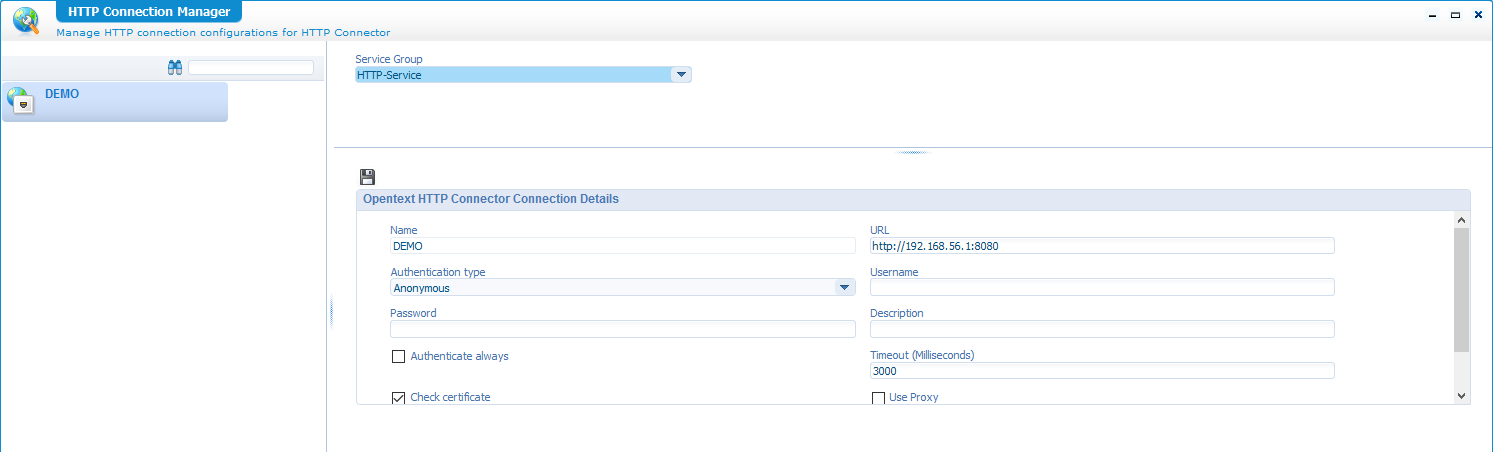 HTTP Connection Manager
Manage HTTP connection configurations for HTTP Connector
DEMO
Service Group
HTTP-Service
Opentext HTTP Connector Connection Details
Name
URL
DEMO
http://192.168.56.1:8080
Authentication type
Username
Anonymous
Password
Description
Authenticate always
Timeout (Milliseconds)
3000
Check certificate
Use Proxy